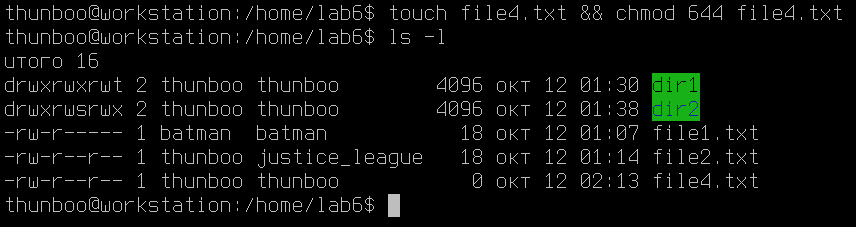 thunboo@workstation:/home/lab6$ touch file4.txt && chmod 644 file4.txt
thunboo@workstation:/home/lab6$ ls -l
итого 16
drwxrwxrwt 2 thunboo thunboo 4096 окт 12 01:30 dir1
drwxrwsrwx 2 thunboo thunboo 4096 окт 12 01:38 dir2
-rw-r----- 1 batman batman 18 окт 12 01:07 file1.txt
-rw-r--r-- 1 thunboo justice_league 18 окт 12 01:14 file2.txt
-rw-r--r-- 1 thunboo thunboo 0 окт 12 02:13 file4.txt
thunboo@workstation:/home/lab6$